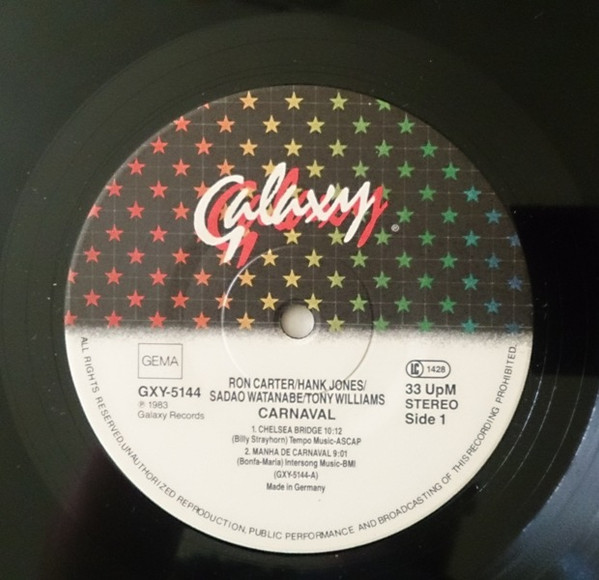 Galaxy ®
GEMA
LC 1428
GXY-5144
℗ 1983
Galaxy Records
RON CARTER/HANK JONES/
SADAO WATANABE/TONY WILLIAMS
CARNAVAL
33 UpM
STEREO
Side 1
1. CHELSEA BRIDGE 10:12
(Billy Strayhorn) Tempo Music-ASCAP
2. MANHA DE CARNAVAL 9:01
(Bonfa-Maria) Intersong Music-BMI
(GXY-5144-A)
Made in Germany
ALL RIGHTS RESERVED.UNAUTHORIZED REPRODUCTION, PUBLIC PERFORMANCE AND BROADCASTING OF THIS RECORDING PROHIBITED.